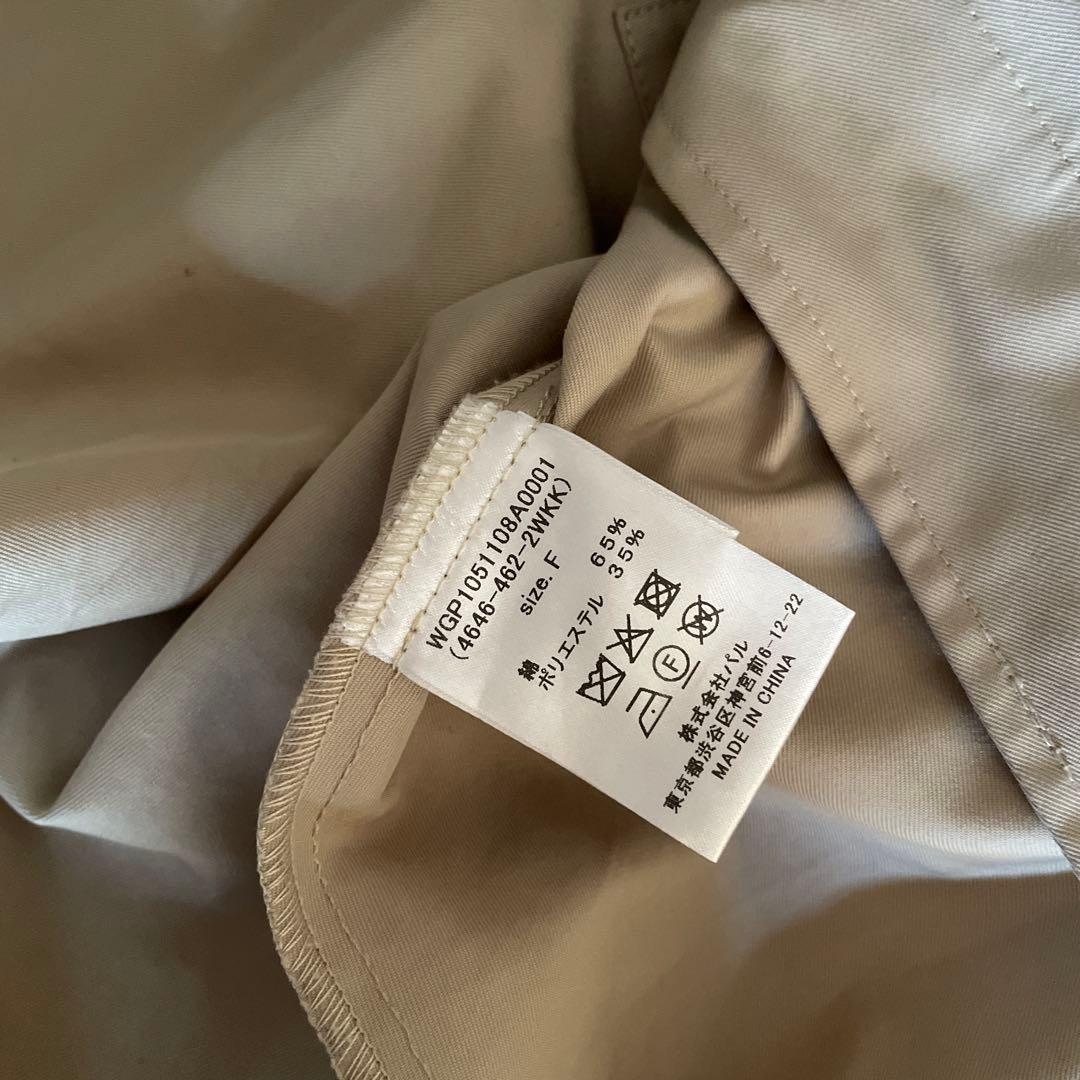 WGP1051108A0001
(4646-462-2WKK)
size. F
綿 65%
ポリエステル 35%
F
W
株式会社パル
東京都渋谷区神宮前6-12-22
MADE IN CHINA